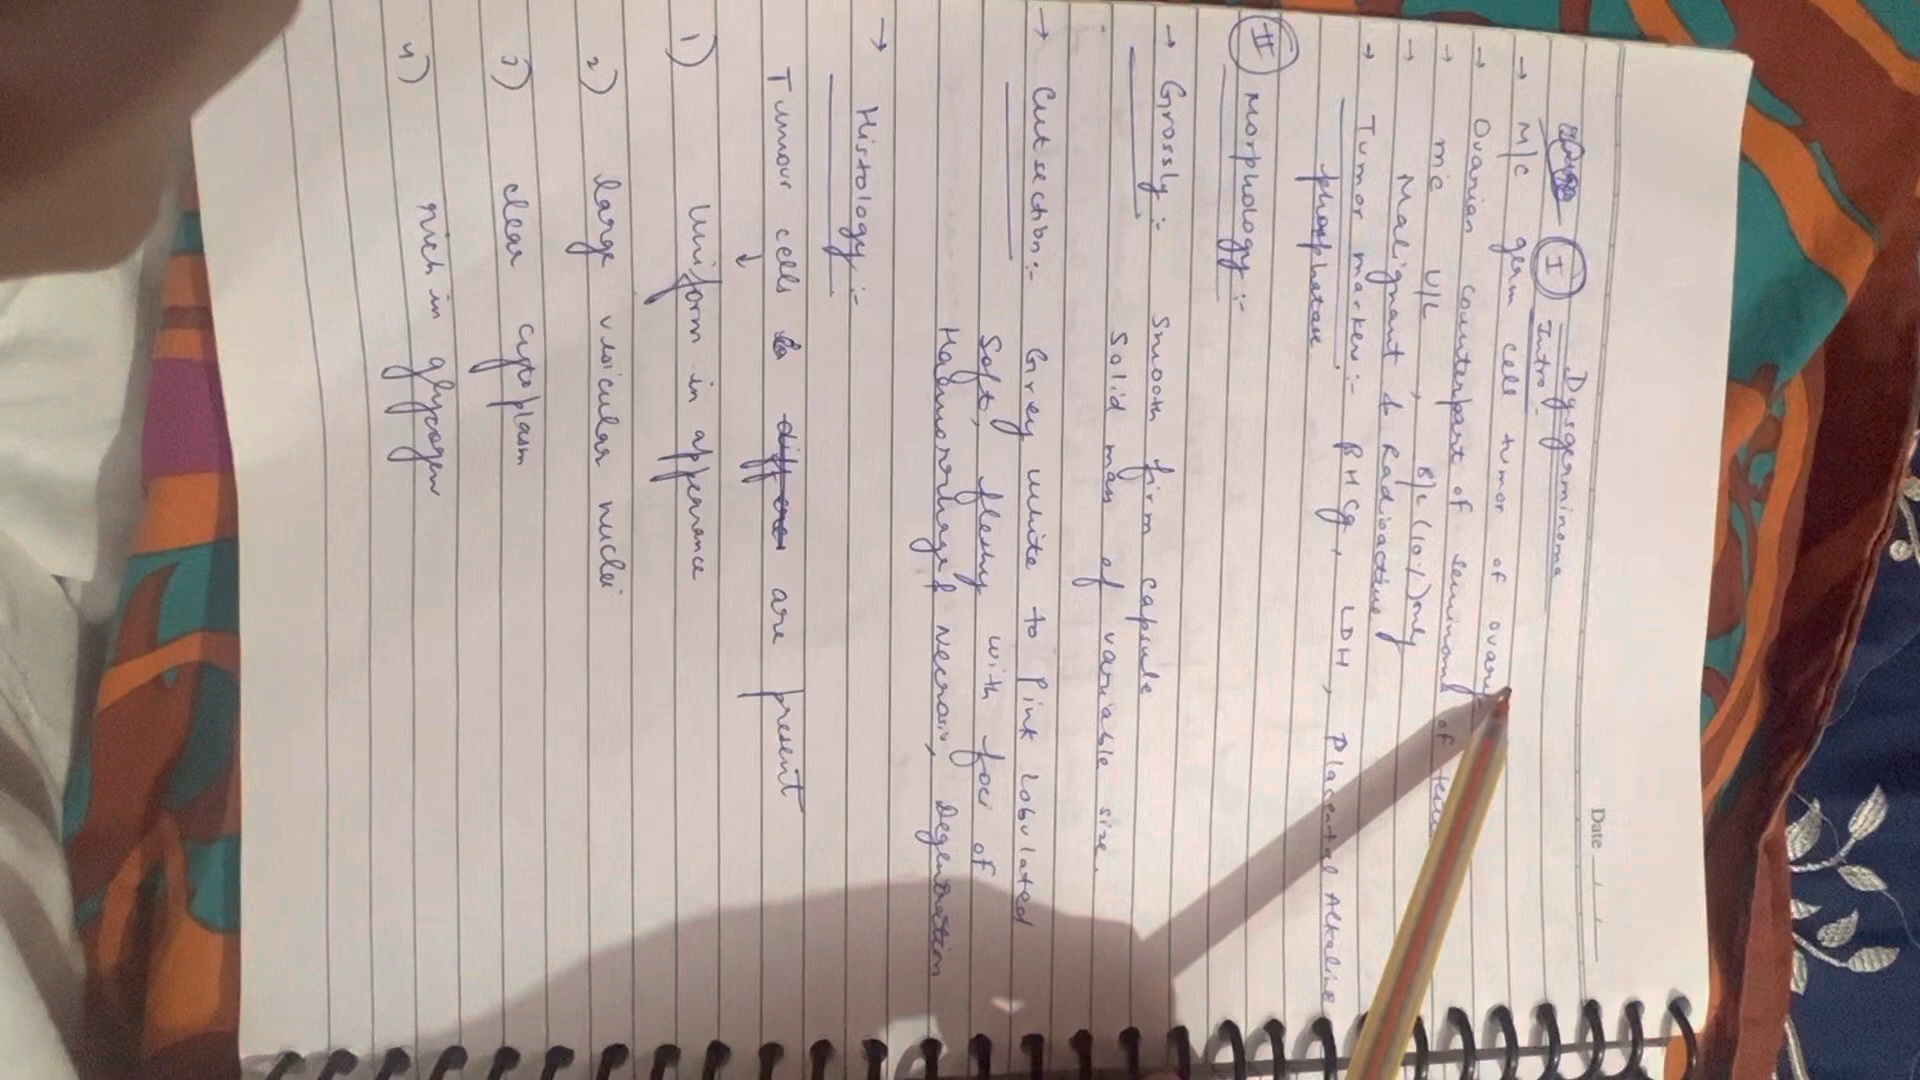 Date
Dysgerminoma
I Intro:-
→ M/c germ cell tumor of ovary
→ Ovarian counterpart of seminoma of
→ mc U/L, B/L (10%) only
→ Malignant & Radioactive
→ Tumor marker:- βHCg, LDH, Placental Alkaline
phosphatase
II Morphology:-
→ Grossly:- Smooth firm capsule
Solid mass of variable size.
→ Cut section:- Grey white to Pink Lobulated
Soft, fleshy with foci of
Haemorrhage & Necrosis, Degeneration
→ Histology:-
Tumour cells are present
↓
1) Uniform in apperance
2) large vesicular nuclei
3) clear cytoplasm
4) rich in glycogen